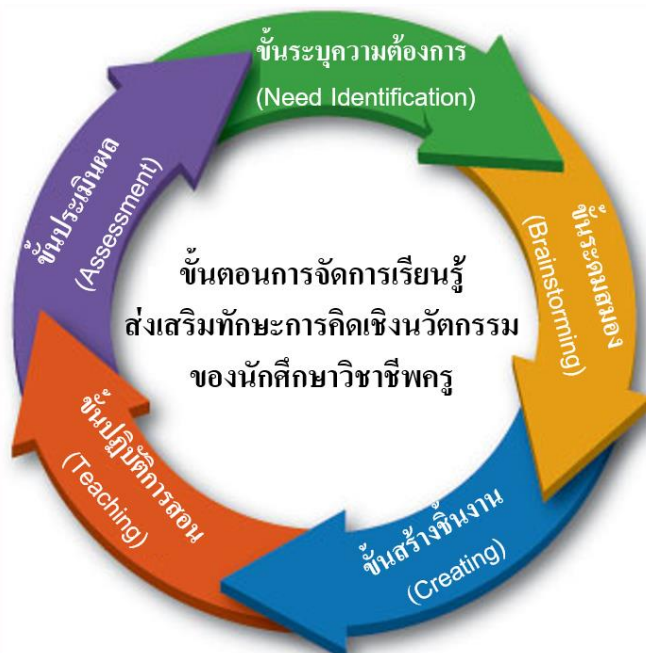 ขั้นระบุความต้องการ
(Need Identification)
ขั้นระดมสมอง
(Brainstorming)
ขั้นสร้างชิ้นงาน
(Creating)
ขั้นปฏิบัติการสอน
(Teaching)
ขั้นประเมินผล
(Assessment)
ขั้นตอนการจัดการเรียนรู้
ส่งเสริมทักษะการคิดเชิงนวัตกรรม
ของนักศึกษาวิชาชีพครู